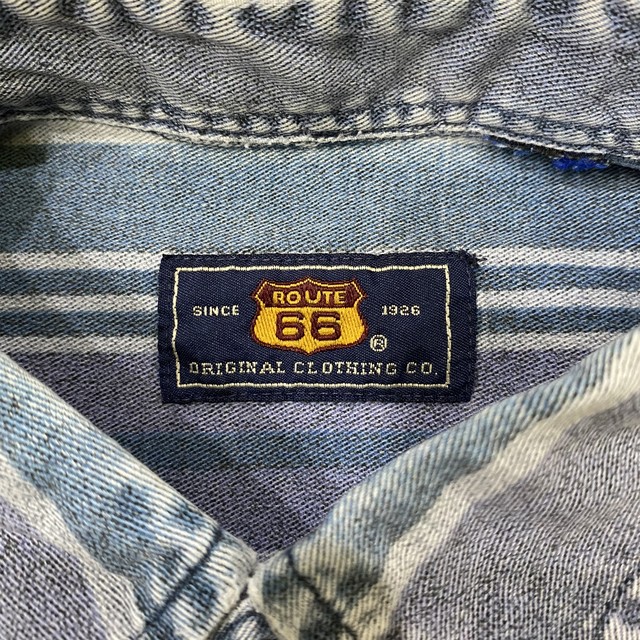 ROUTE
66
SINCE 1926
®
ORIGINAL CLOTHING CO.